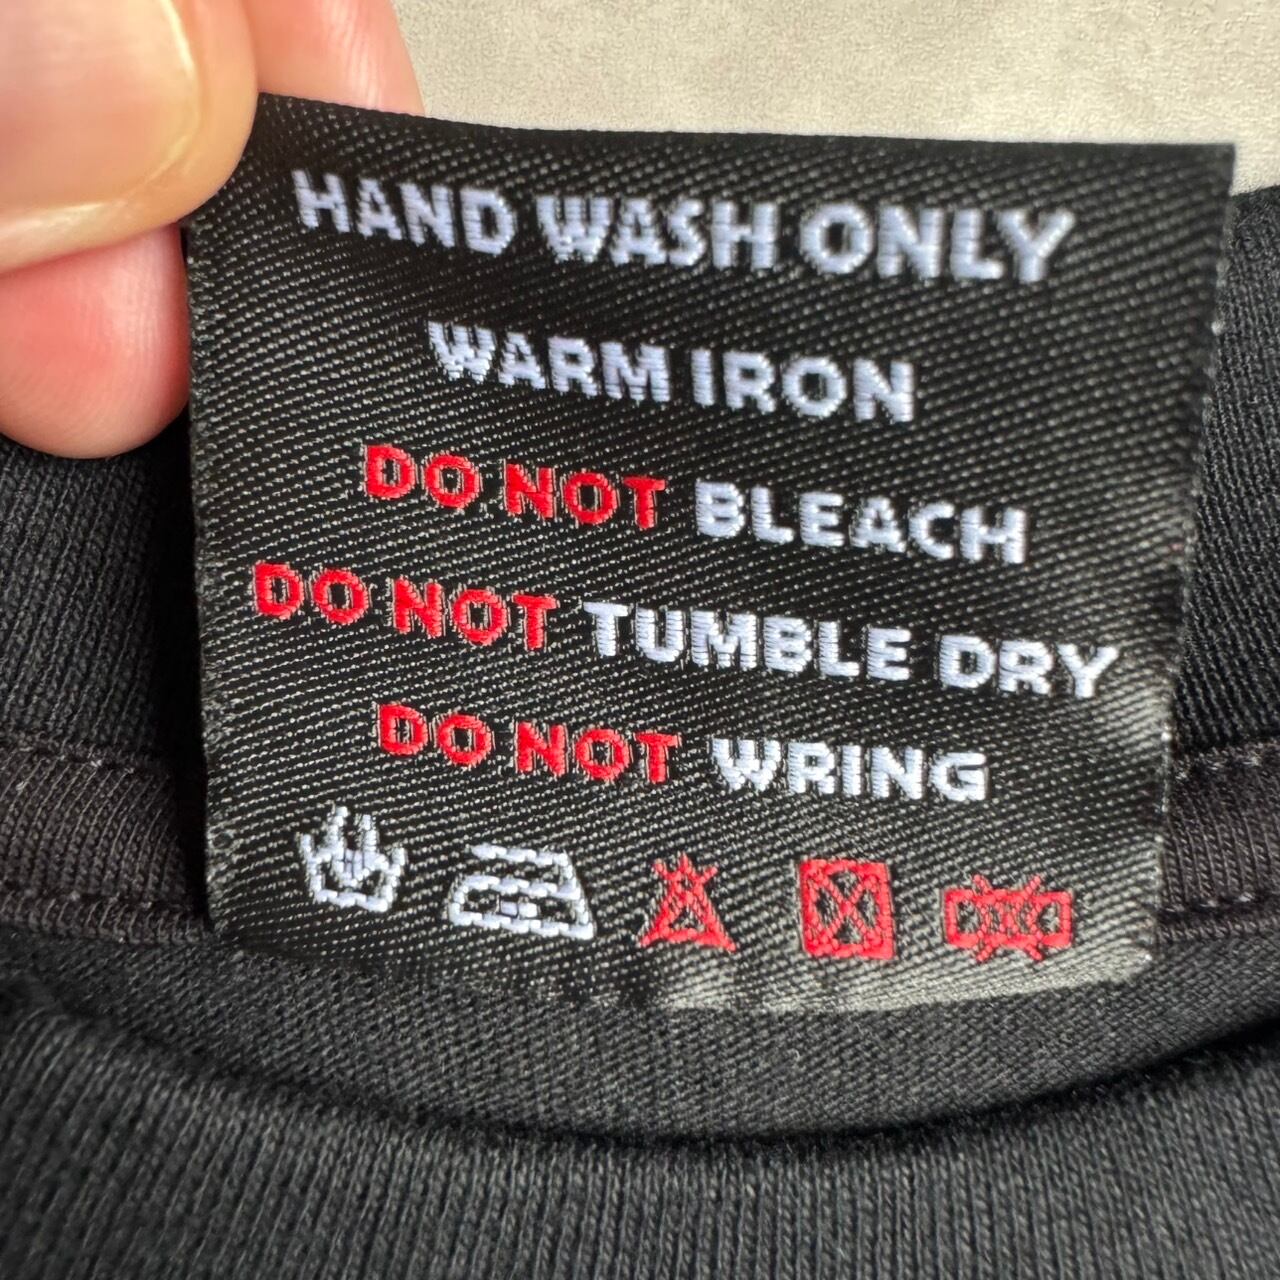 HAND WASH ONLY
WARM IRON
DO NOT BLEACH
DO NOT TUMBLE DRY
DO NOT WRING